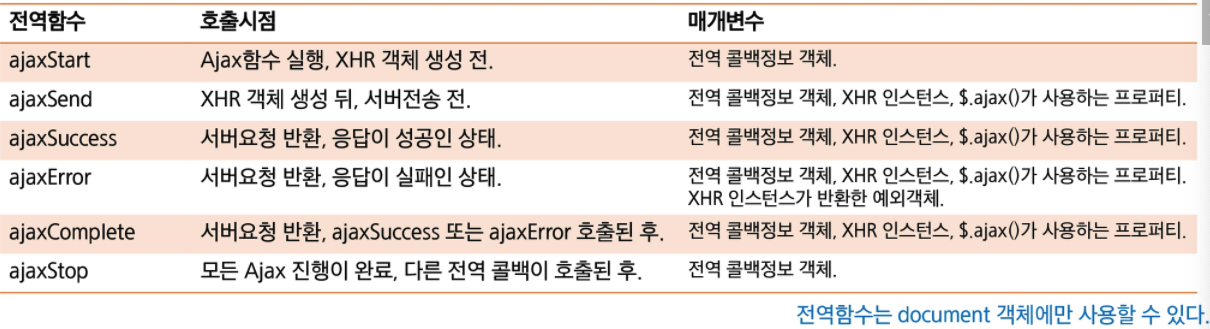 전역함수 호출시점 매개변수
ajaxStart Ajax함수 실행, XHR 객체 생성 전. 전역 콜백정보 객체.
ajaxSend XHR 객체 생성 뒤, 서버전송 전. 전역 콜백정보 객체, XHR 인스턴스, $.ajax()가 사용하는 프로퍼티.
ajaxSuccess 서버요청 반환, 응답이 성공인 상태. 전역 콜백정보 객체, XHR 인스턴스, $.ajax()가 사용하는 프로퍼티.
ajaxError 서버요청 반환, 응답이 실패인 상태. 전역 콜백정보 객체, XHR 인스턴스, $.ajax()가 사용하는 프로퍼티.
XHR 인스턴스가 반환한 예외객체.
ajaxComplete 서버요청 반환, ajaxSuccess 또는 ajaxError 호출된 후. 전역 콜백정보 객체, XHR 인스턴스, $.ajax()가 사용하는 프로퍼티.
ajaxStop 모든 Ajax 진행이 완료, 다른 전역 콜백이 호출된 후. 전역 콜백정보 객체.
전역함수는 document 객체에만 사용할 수 있다.